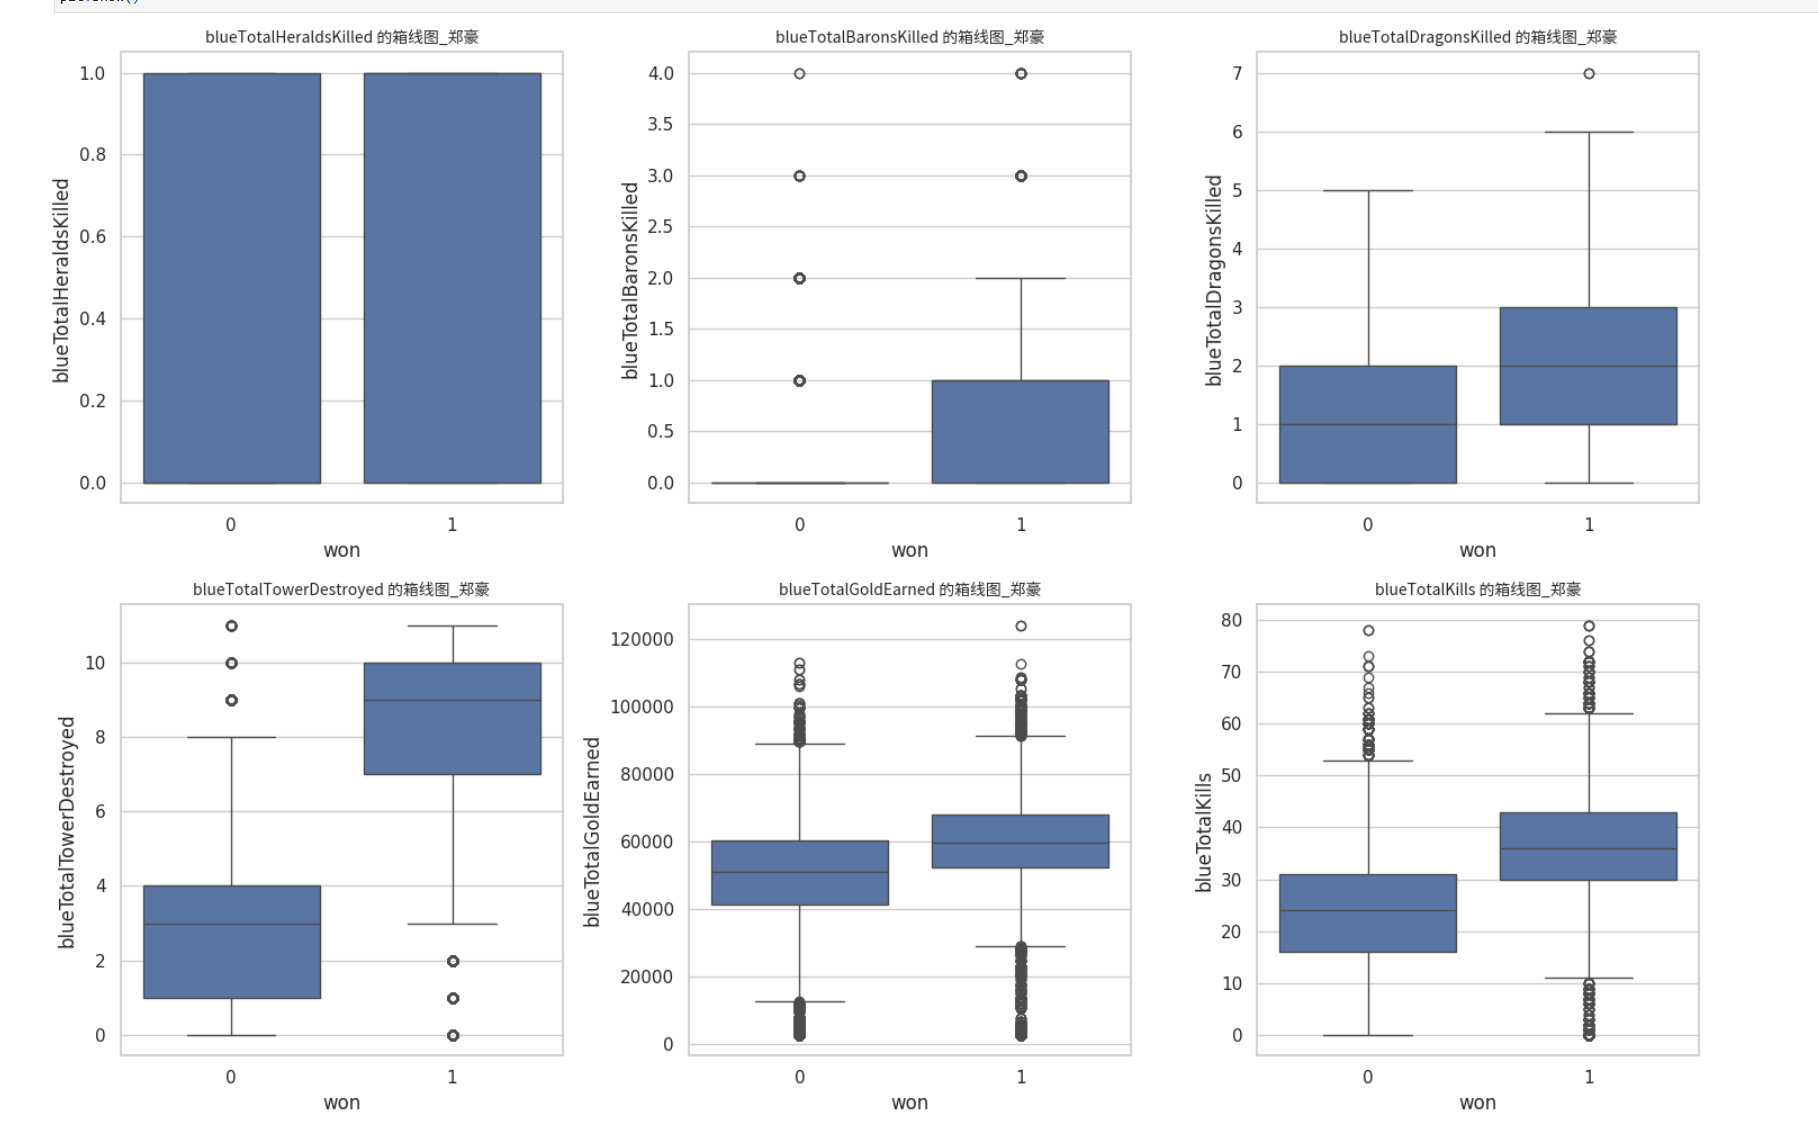 blueTotalHeraldsKilled 的箱线图_郑豪
blueTotalHeraldsKilled
1.0
0.8
0.6
0.4
0.2
0.0
0 1
won
blueTotalBaronsKilled 的箱线图_郑豪
blueTotalBaronsKilled
4.0
3.5
3.0
2.5
2.0
1.5
1.0
0.5
0.0
0 1
won
blueTotalDragonsKilled 的箱线图_郑豪
blueTotalDragonsKilled
7
6
5
4
3
2
1
0
0 1
won
blueTotalTowerDestroyed 的箱线图_郑豪
blueTotalTowerDestroyed
10
8
6
4
2
0
0 1
won
blueTotalGoldEarned 的箱线图_郑豪
blueTotalGoldEarned
120000
100000
80000
60000
40000
20000
0
0 1
won
blueTotalKills 的箱线图_郑豪
blueTotalKills
80
70
60
50
40
30
20
10
0
0 1
won